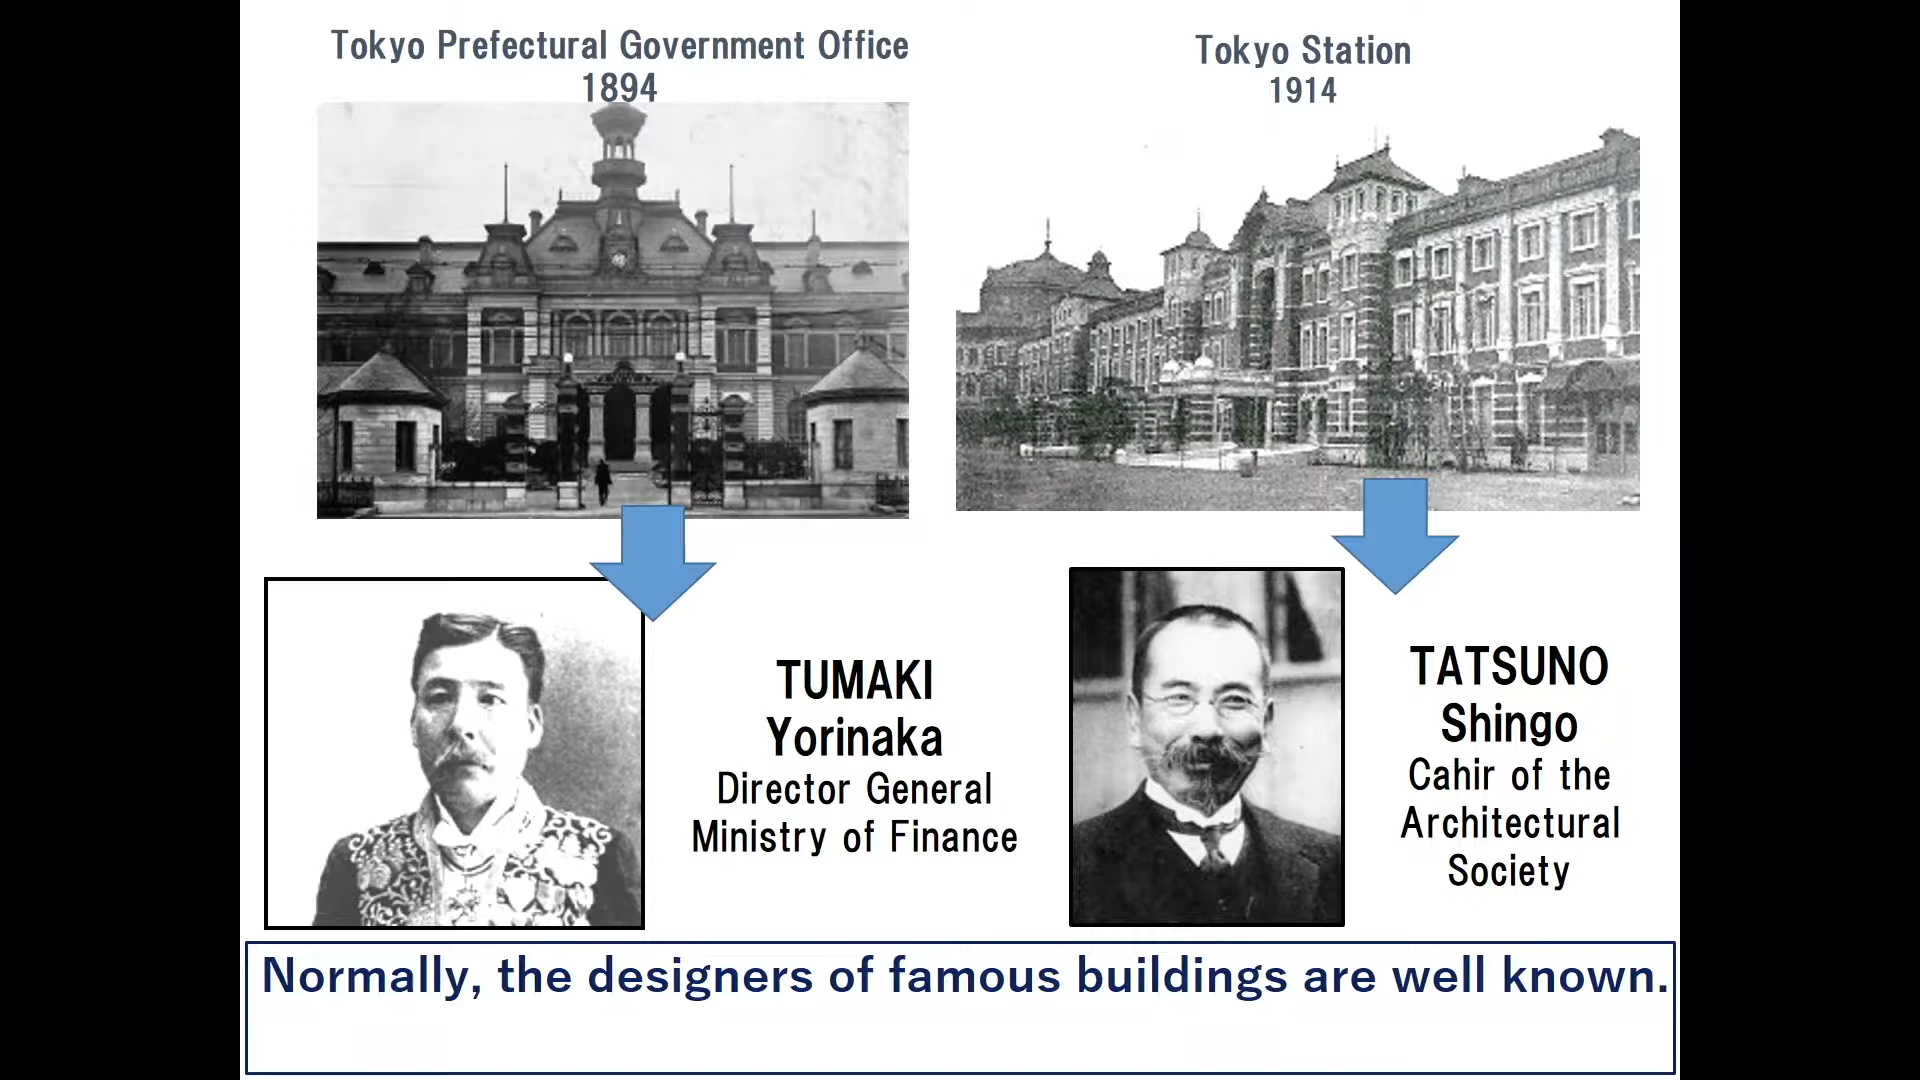 Tokyo Prefectural Government Office
1894
Tokyo Station
1914
TUMAKI
Yorinaka
Director General
Ministry of Finance
TATSUNO
Shingo
Cahir of the
Architectural
Society
Normally, the designers of famous buildings are well known.